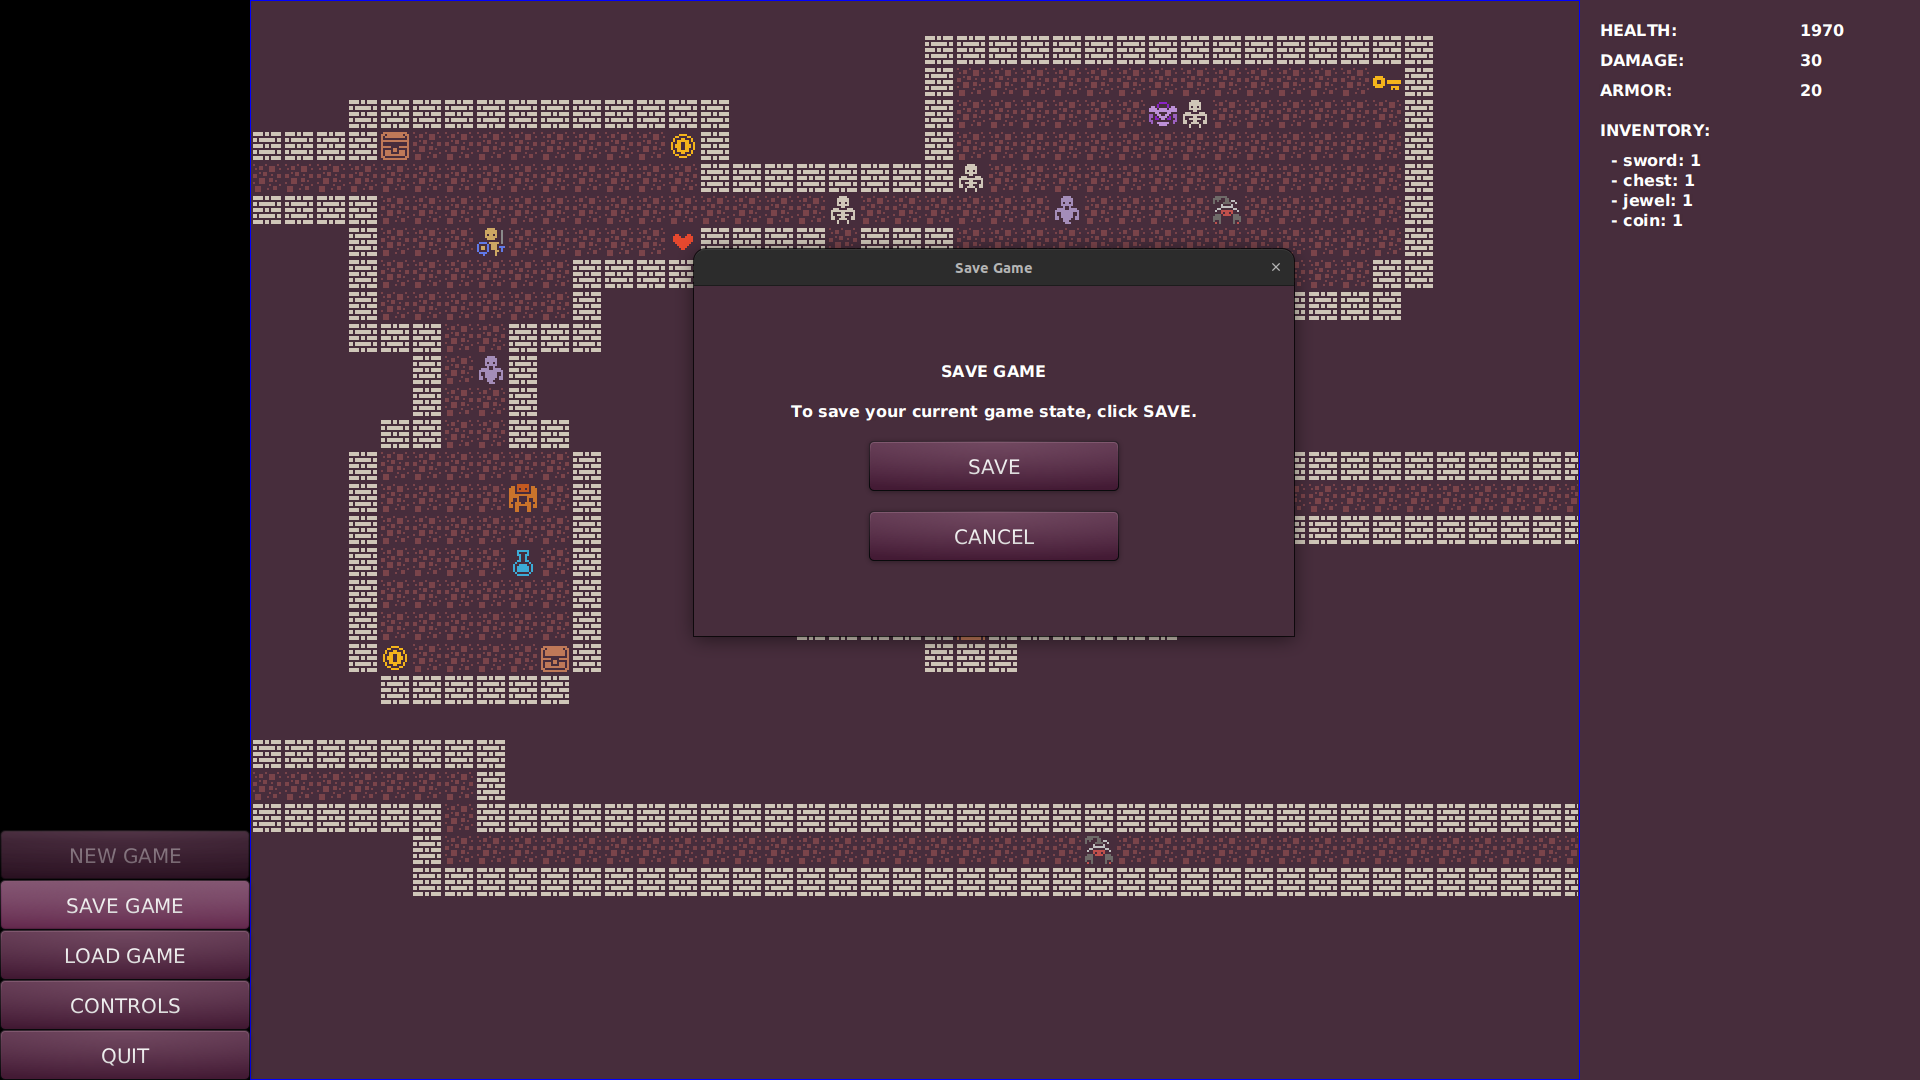 HEALTH: 1970
DAMAGE: 30
ARMOR: 20
INVENTORY:
- sword: 1
- chest: 1
- jewel: 1
- coin: 1
Save Game
SAVE GAME
To save your current game state, click SAVE.
SAVE
CANCEL
NEW GAME
SAVE GAME
LOAD GAME
CONTROLS
QUIT